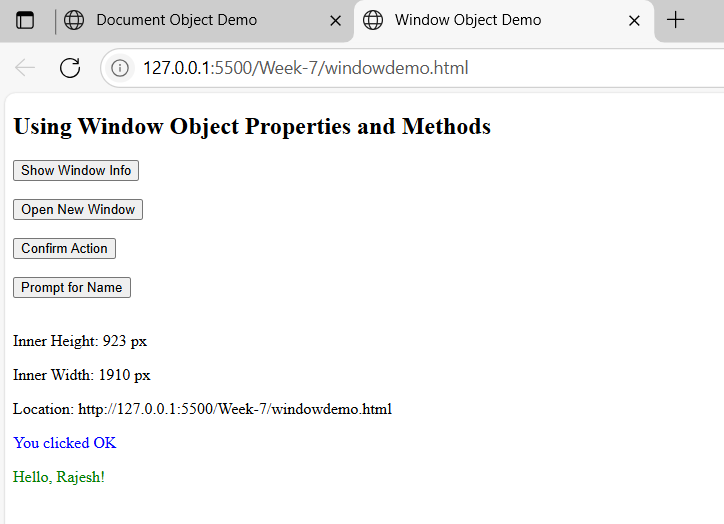 Document Object Demo
Window Object Demo
127.0.0.1:5500/Week-7/windowdemo.html
Using Window Object Properties and Methods
Show Window Info
Open New Window
Confirm Action
Prompt for Name
Inner Height: 923 px
Inner Width: 1910 px
Location: http://127.0.0.1:5500/Week-7/windowdemo.html
You clicked OK
Hello, Rajesh!